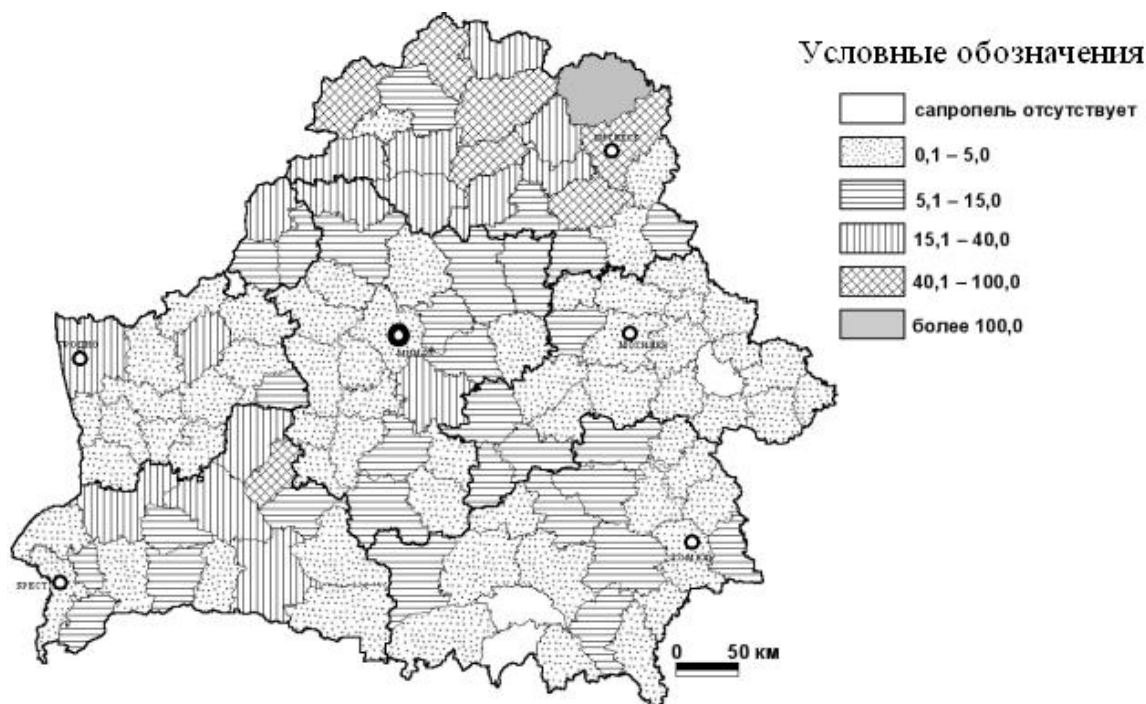 Условные обозначения
сапропель отсутствует
0,1 – 5,0
5,1 – 15,0
15,1 – 40,0
40,1 – 100,0
более 100,0
БРЕСТ
0 50 км